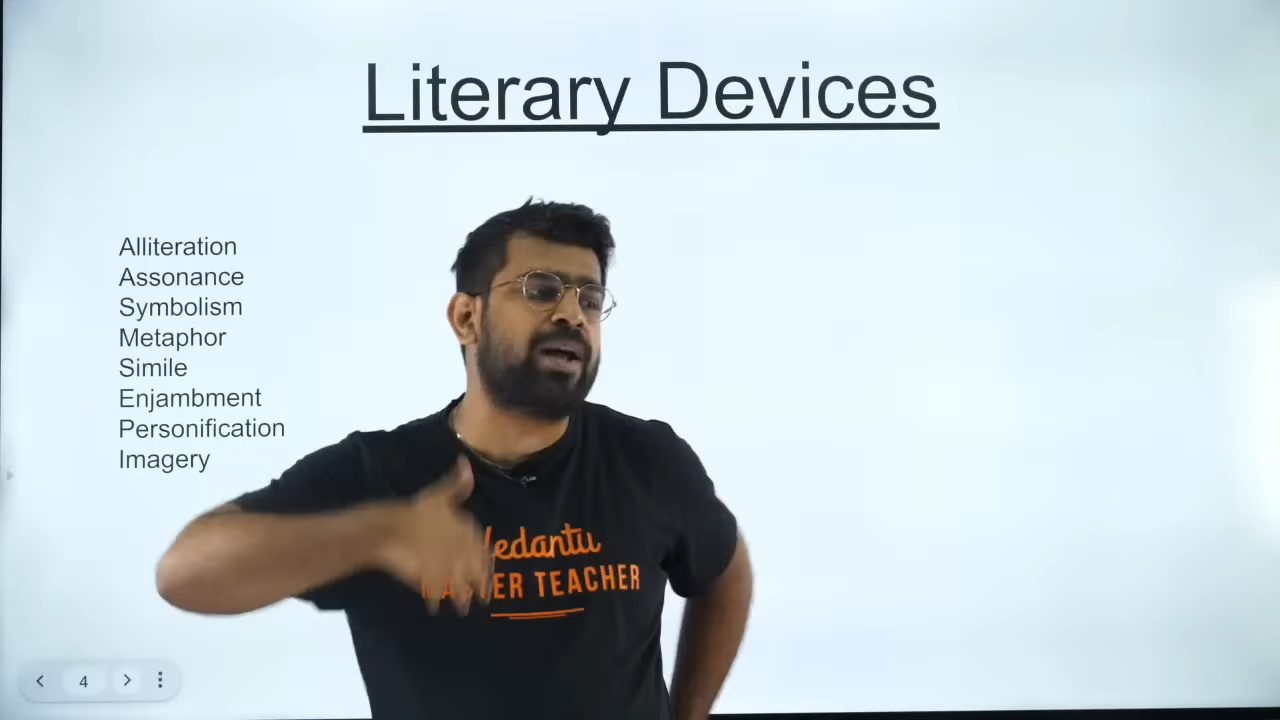 Literary Devices
Alliteration
Assonance
Symbolism
Metaphor
Simile
Enjambment
Personification
Imagery
TEACHER
4